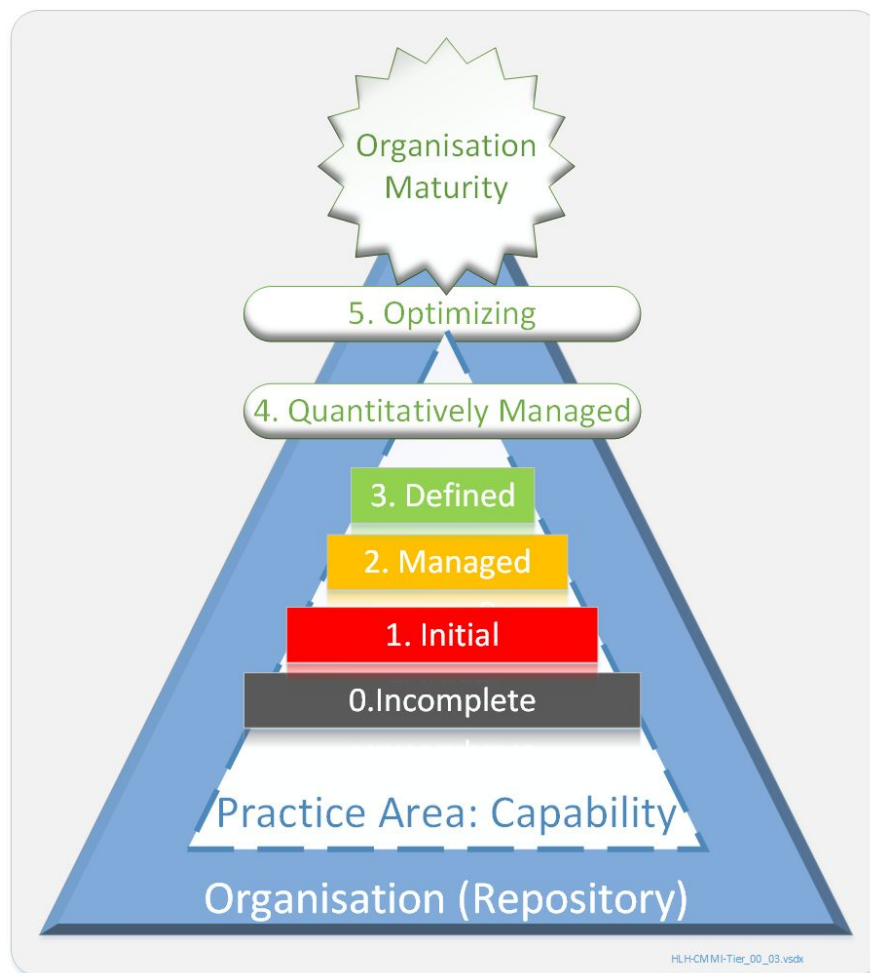 Organisation
Maturity
5. Optimizing
4. Quantitatively Managed
3. Defined
2. Managed
1. Initial
0.Incomplete
Practice Area: Capability
Organisation (Repository)
HLH-CMMI-Tier_00_03.vsdx